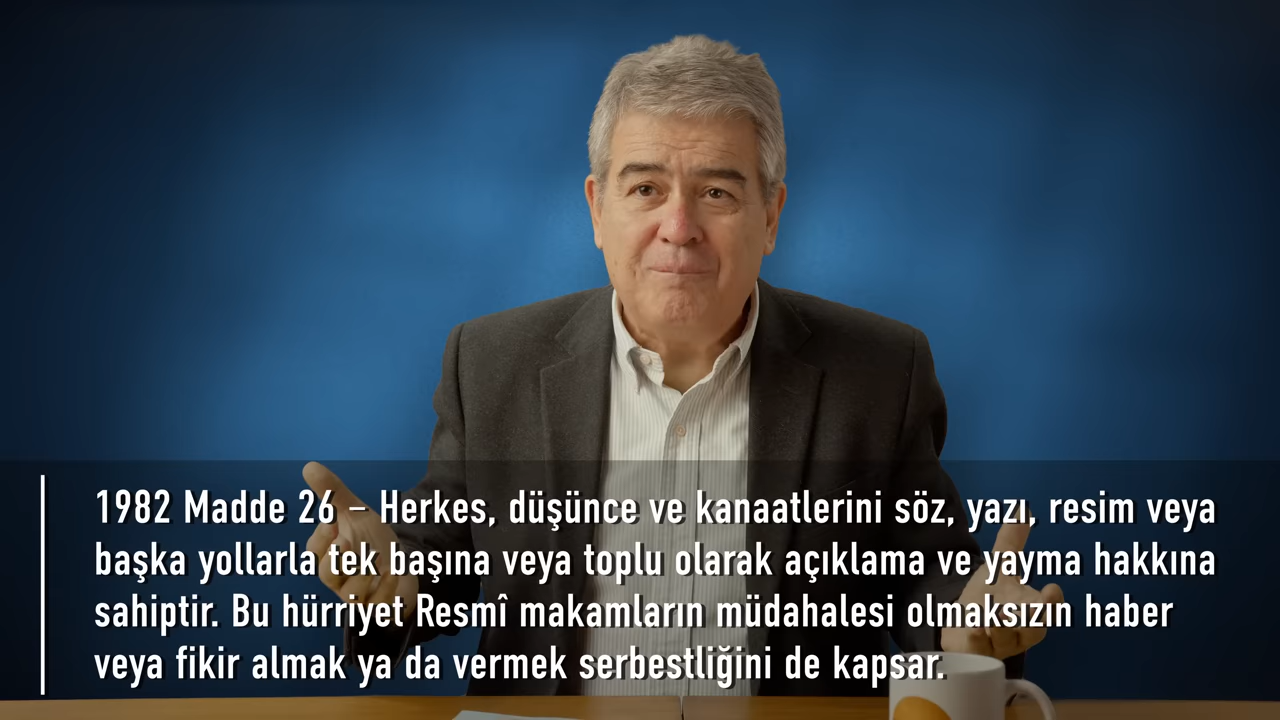 1982 Madde 26 – Herkes, düşünce ve kanaatlerini söz, yazı, resim veya
başka yollarla tek başına veya toplu olarak açıklama ve yayma hakkına
sahiptir. Bu hürriyet Resmî makamların müdahalesi olmaksızın haber
veya fikir almak ya da vermek serbestliğini de kapsar.